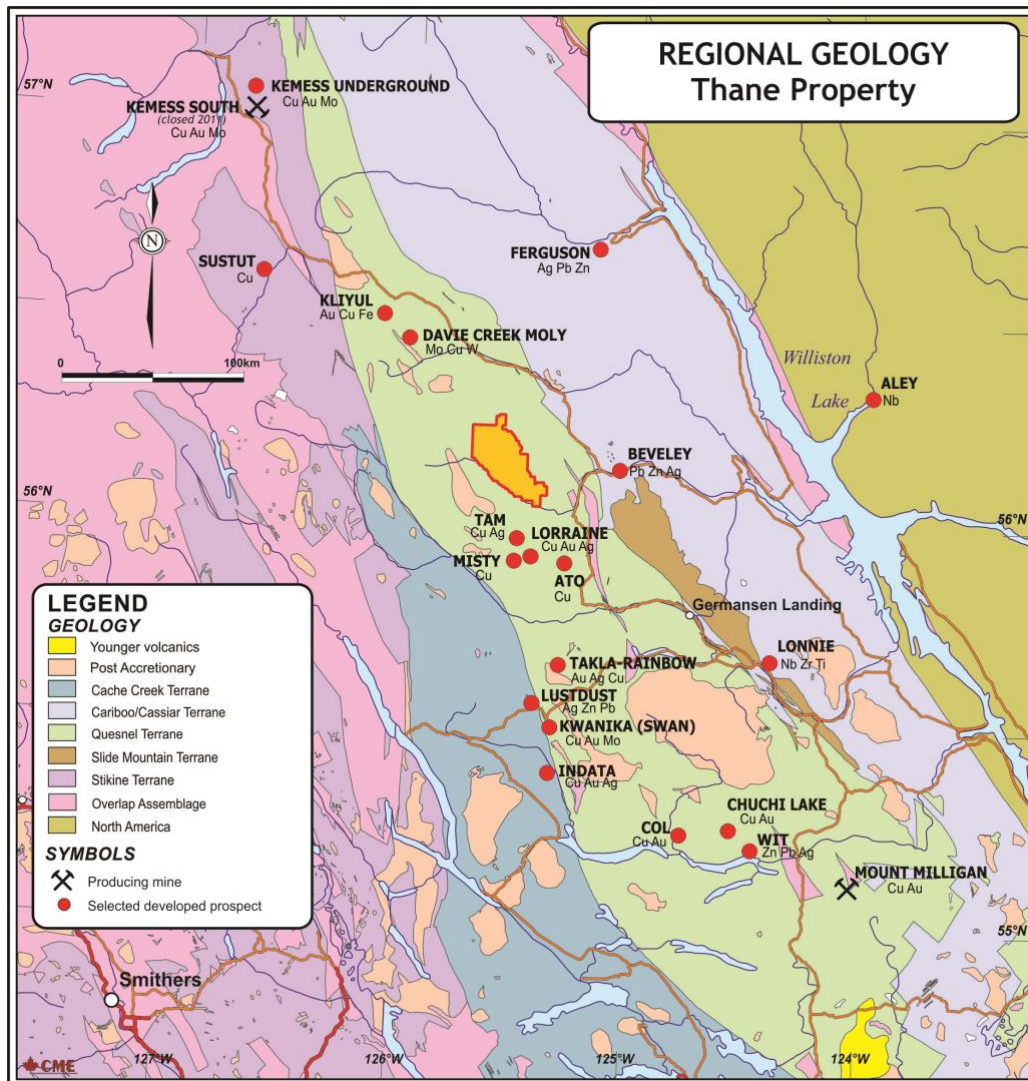 REGIONAL GEOLOGY
Thane Property
57°N
KEMESS UNDERGROUND
Cu Au Mo
KEMESS SOUTH
(closed 2011)
Cu Au Mo
N
SUSTUT
Cu
FERGUSON
Ag Pb Zn
KLIYUL
Au Cu Fe
DAVIE CREEK MOLY
Mo Cu W
0 100km
Williston
Lake
ALEY
Nb
BEVELEY
Pb Zn Ag
56°N
56°N
TAM
Cu Ag
LORRAINE
Cu Au Ag
MISTY
Cu
ATO
Cu
Germansen Landing
LONNIE
Nb Zr Ti
TAKLA-RAINBOW
Au Ag Cu
LUSTDUST
Ag Zn Pb
KWANIKA (SWAN)
Cu Au Mo
INDATA
Cu Au Ag
CHUCHI LAKE
Cu Au
COL
Cu Au
WIT
Zn Pb Ag
MOUNT MILLIGAN
Cu Au
55°N
LEGEND
GEOLOGY
Younger volcanics
Post Accretionary
Cache Creek Terrane
Cariboo/Cassiar Terrane
Quesnel Terrane
Slide Mountain Terrane
Stikine Terrane
Overlap Assemblage
North America
SYMBOLS
Producing mine
Selected developed prospect
Smithers
CME
127°W
126°W
125°W
124°W